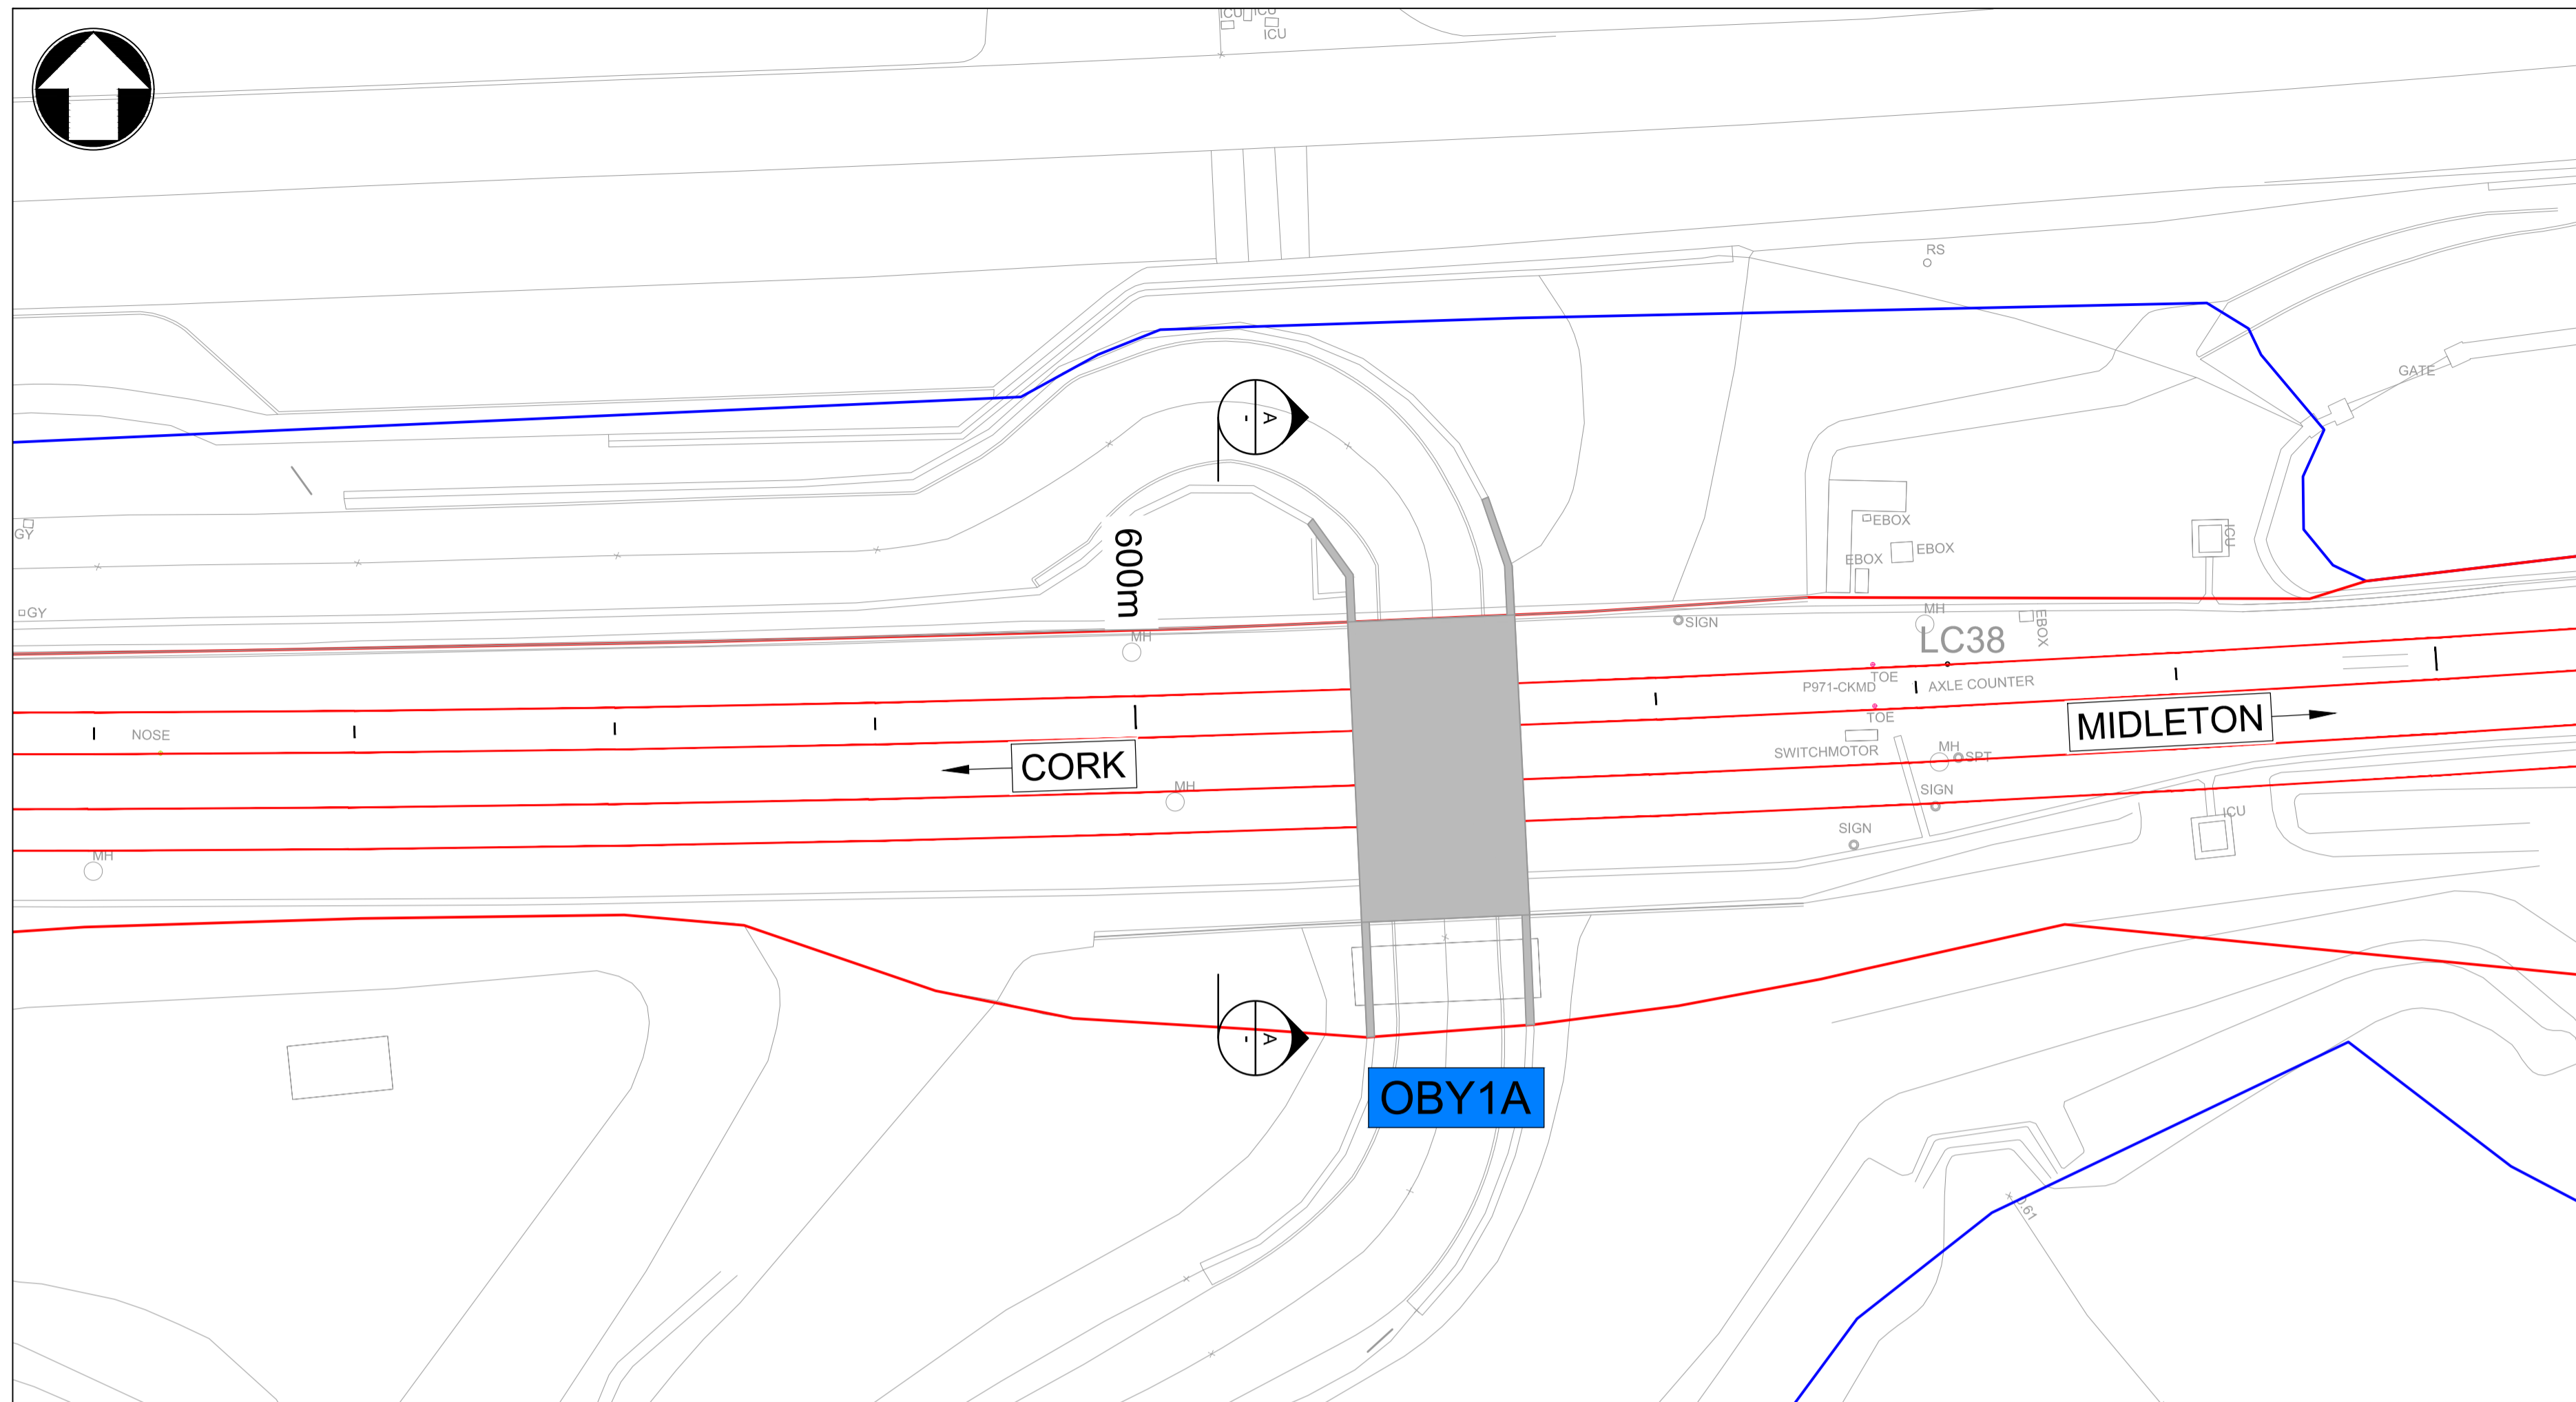 ICU
ICU
ICU
RS
GATE
A
-
GY
EBOX
EBOX
EBOX
ICU
600m
GY
MH
SIGN
MH
EBOX
LC38
TOE
P971-CKMD
AXLE COUNTER
TOE
MIDLETON
NOSE
SWITCHMOTOR
MH
SPT
CORK
MH
SIGN
ICU
SIGN
MH
A
-
OBY1A